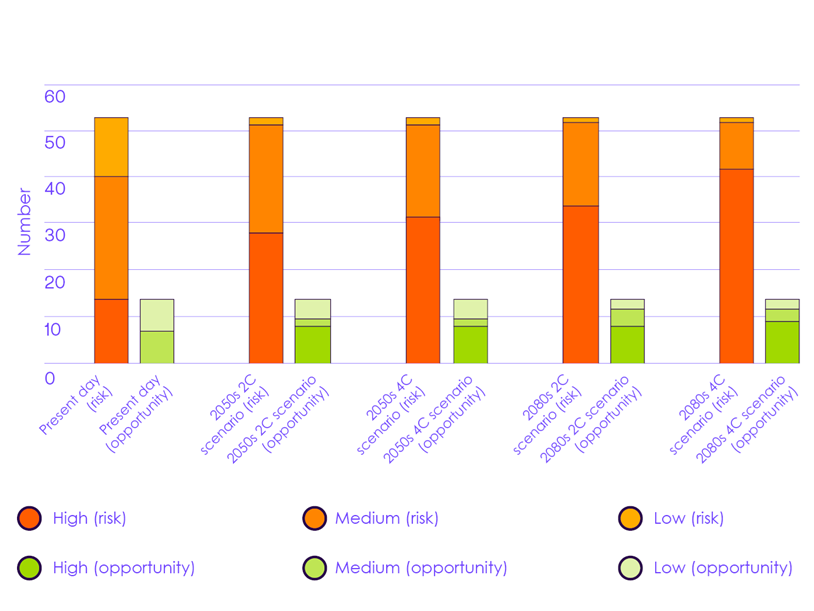 60
50
40
30
20
10
0
Number
Present day
(risk)
Present day
(opportunity)
2050s 2C
scenario (risk)
2050s 2C scenario
(opportunity)
2050s 4C
scenario (risk)
2050s 4C scenario
(opportunity)
2080s 2C
scenario (risk)
2080s 2C scenario
(opportunity)
2080s 4C
scenario (risk)
2080s 4C scenario
(opportunity)
High (risk)
Medium (risk)
Low (risk)
High (opportunity)
Medium (opportunity)
Low (opportunity)